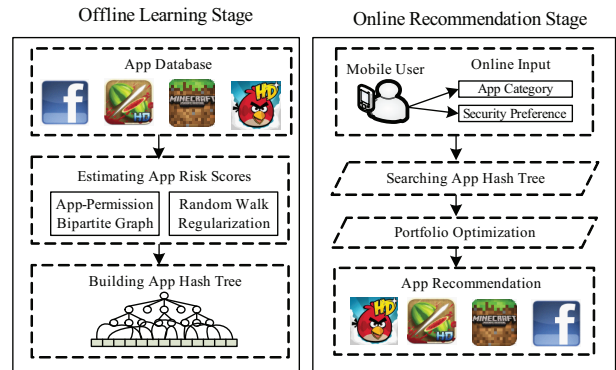 Offline Learning Stage
App Database
f
HD
MINECRAFT
HD
Estimating App Risk Scores
App-Permission
Bipartite Graph
Random Walk
Regularization
Building App Hash Tree
Online Recommendation Stage
Mobile User
Online Input
App Category
Security Preference
Searching App Hash Tree
Portfolio Optimization
App Recommendation
HD
HD
MINECRAFT
f